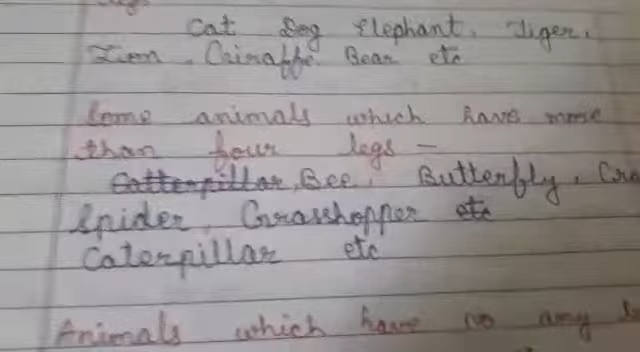 legs
Cat Dog Elephant, Tiger,
Lion, Giraffe Bear etc
Some animals which have more
than four legs -
Catterpillar, Bee, Butterfly,
Spider, Grasshopper etc
Caterpillar etc
Animals which have no any